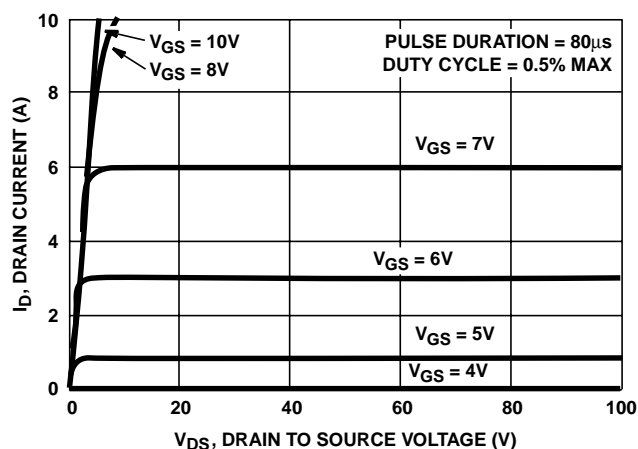 10
V_GS = 10V
V_GS = 8V
PULSE DURATION = 80μs
DUTY CYCLE = 0.5% MAX
8
V_GS = 7V
6
I_D, DRAIN CURRENT (A)
4
V_GS = 6V
2
V_GS = 5V
V_GS = 4V
0
0 20 40 60 80 100
V_DS, DRAIN TO SOURCE VOLTAGE (V)